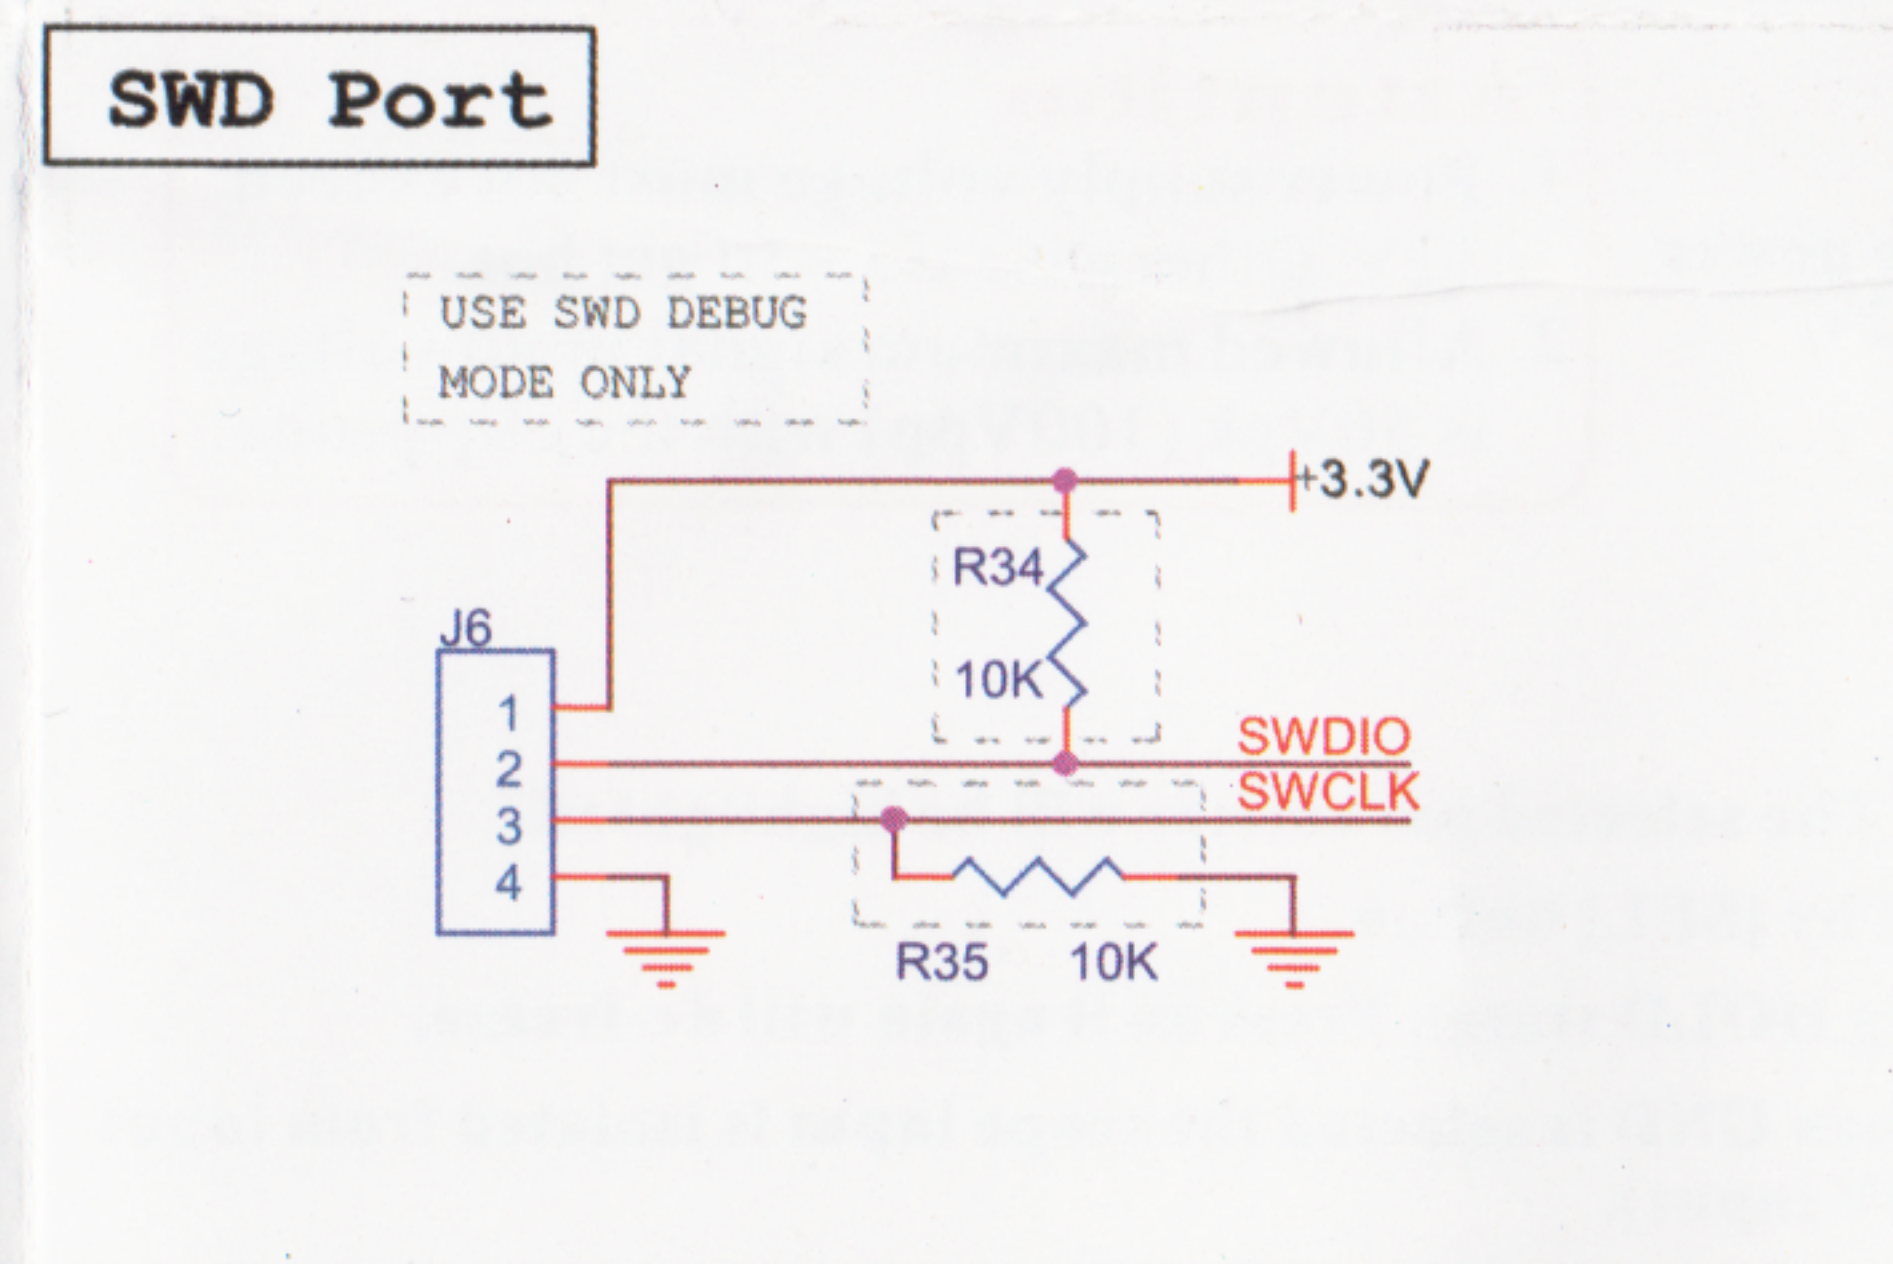 SWD Port
USE SWD DEBUG
MODE ONLY
+3.3V
R34
10K
J6
1
2
3
4
SWDIO
SWCLK
R35 10K